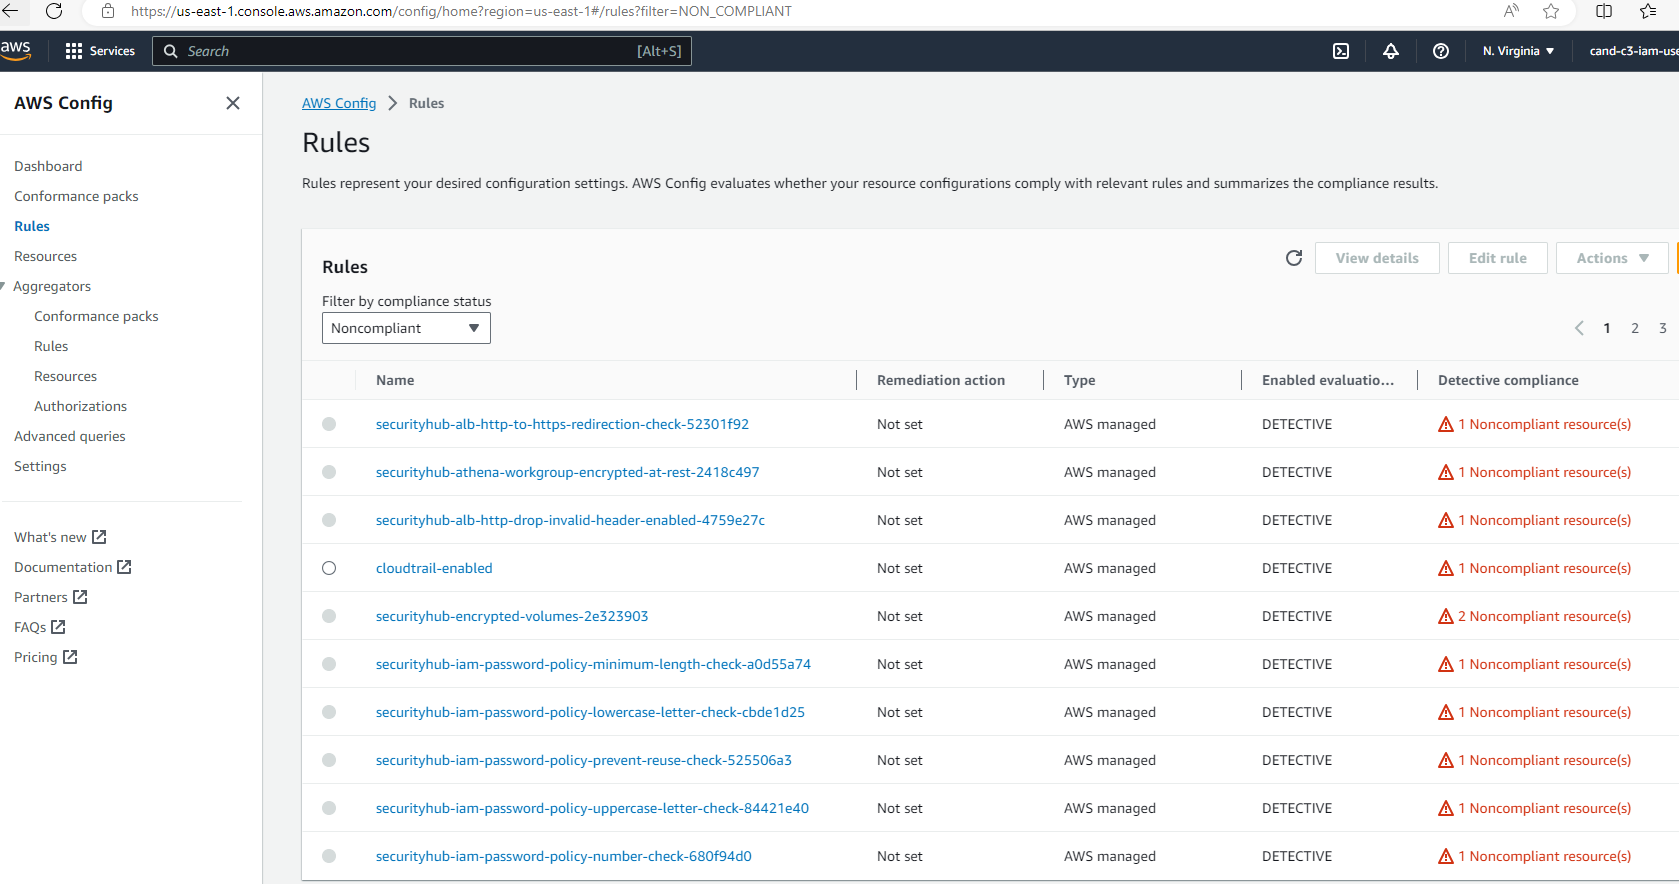 https://us-east-1.console.aws.amazon.com/config/home?region=us-east-1#/rules?filter=NON_COMPLIANT
aws
Services
Search
[Alt+S]
N. Virginia
cand-c3-iam-use
AWS Config
Dashboard
Conformance packs
Rules
Resources
Aggregators
Conformance packs
Rules
Resources
Authorizations
Advanced queries
Settings
What's new
Documentation
Partners
FAQs
Pricing
AWS Config > Rules
Rules
Rules represent your desired configuration settings. AWS Config evaluates whether your resource configurations comply with relevant rules and summarizes the compliance results.
Rules
View details
Edit rule
Actions
Filter by compliance status
Noncompliant
1 2 3
Name Remediation action Type Enabled evaluatio... Detective compliance
securityhub-alb-http-to-https-redirection-check-52301f92 Not set AWS managed DETECTIVE 1 Noncompliant resource(s)
securityhub-athena-workgroup-encrypted-at-rest-2418c497 Not set AWS managed DETECTIVE 1 Noncompliant resource(s)
securityhub-alb-http-drop-invalid-header-enabled-4759e27c Not set AWS managed DETECTIVE 1 Noncompliant resource(s)
cloudtrail-enabled Not set AWS managed DETECTIVE 1 Noncompliant resource(s)
securityhub-encrypted-volumes-2e323903 Not set AWS managed DETECTIVE 2 Noncompliant resource(s)
securityhub-iam-password-policy-minimum-length-check-a0d55a74 Not set AWS managed DETECTIVE 1 Noncompliant resource(s)
securityhub-iam-password-policy-lowercase-letter-check-cbde1d25 Not set AWS managed DETECTIVE 1 Noncompliant resource(s)
securityhub-iam-password-policy-prevent-reuse-check-525506a3 Not set AWS managed DETECTIVE 1 Noncompliant resource(s)
securityhub-iam-password-policy-uppercase-letter-check-84421e40 Not set AWS managed DETECTIVE 1 Noncompliant resource(s)
securityhub-iam-password-policy-number-check-680f94d0 Not set AWS managed DETECTIVE 1 Noncompliant resource(s)